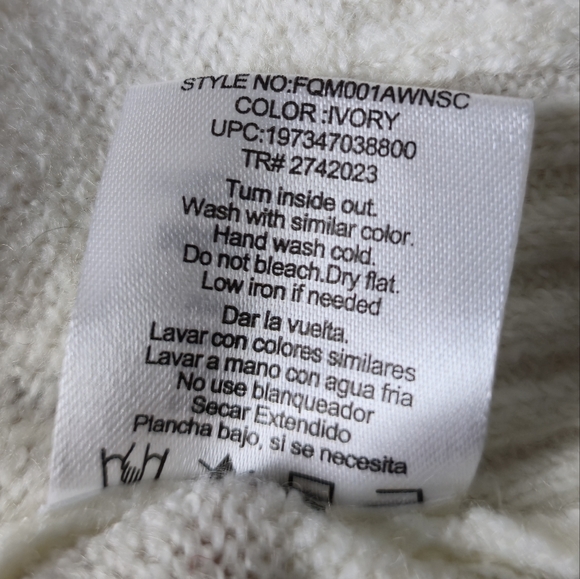 STYLE NO:FQM001AWNSC
COLOR :IVORY
UPC:197347038800
TR# 2742023
Turn inside out.
Wash with similar color.
Hand wash cold.
Do not bleach.Dry flat.
Low iron if needed
Dar la vuelta.
Lavar con colores similares
Lavar a mano con agua fria
No use blanqueador
Secar Extendido
Plancha bajo, si se necesita